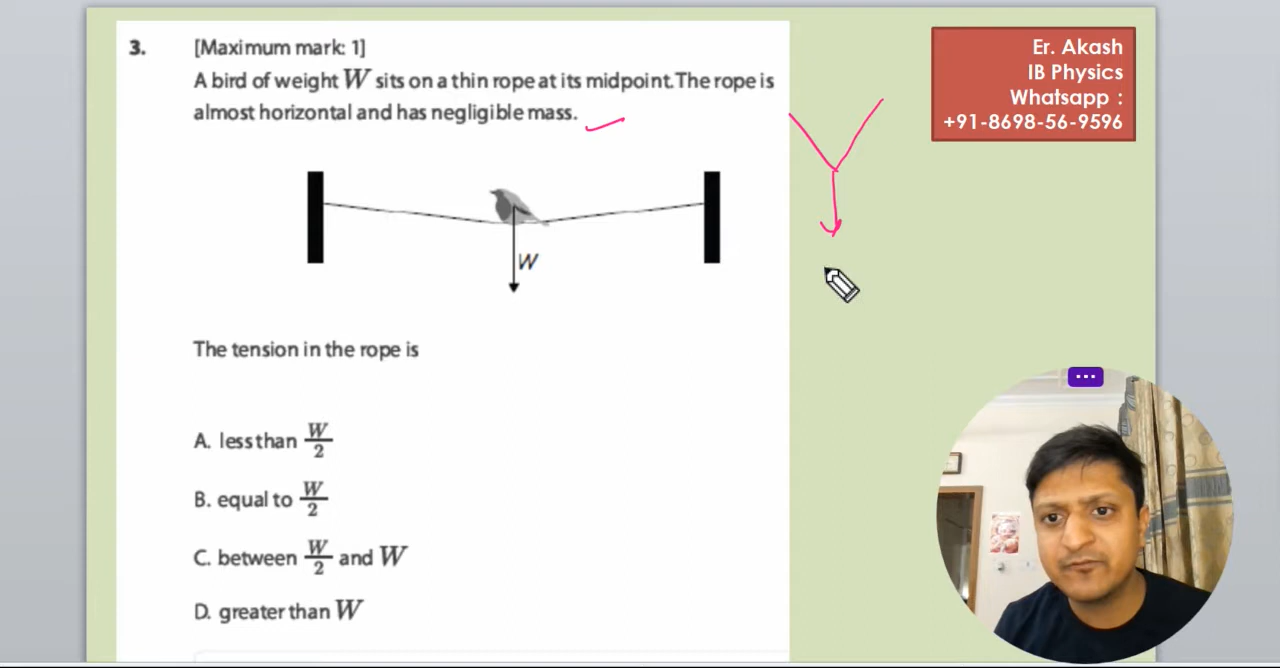 3. [Maximum mark: 1]
A bird of weight W sits on a thin rope at its midpoint. The rope is
almost horizontal and has negligible mass.
W
The tension in the rope is
A. less than W/2
B. equal to W/2
C. between W/2 and W
D. greater than W
Er. Akash
IB Physics
Whatsapp :
+91-8698-56-9596